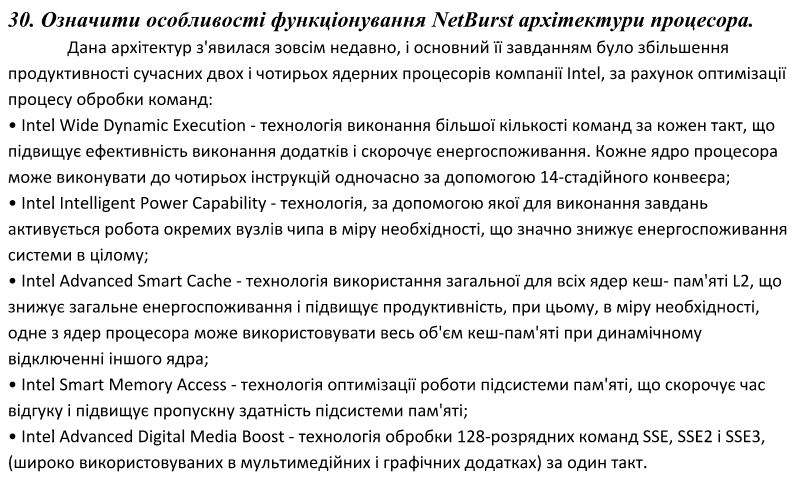 30. Означити особливості функціонування NetBurst архітектури процесора.
Дана архітектур з'явилася зовсім недавно, і основний її завданням було збільшення
продуктивності сучасних двох і чотирьох ядерних процесорів компанії Intel, за рахунок оптимізації
процесу обробки команд:
• Intel Wide Dynamic Execution - технологія виконання більшої кількості команд за кожен такт, що
підвищує ефективність виконання додатків і скорочує енергоспоживання. Кожне ядро процесора
може виконувати до чотирьох інструкцій одночасно за допомогою 14-стадійного конвеєра;
• Intel Intelligent Power Capability - технологія, за допомогою якої для виконання завдань
активується робота окремих вузлів чипа в міру необхідності, що значно знижує енергоспоживання
системи в цілому;
• Intel Advanced Smart Cache - технологія використання загальної для всіх ядер кеш- пам'яті L2, що
знижує загальне енергоспоживання і підвищує продуктивність, при цьому, в міру необхідності,
одне з ядер процесора може використовувати весь об'єм кеш-пам'яті при динамічному
відключенні іншого ядра;
• Intel Smart Memory Access - технологія оптимізації роботи підсистеми пам'яті, що скорочує час
відгуку і підвищує пропускну здатність підсистеми пам'яті;
• Intel Advanced Digital Media Boost - технологія обробки 128-розрядних команд SSE, SSE2 і SSE3,
(широко використовуваних в мультимедійних і графічних додатках) за один такт.